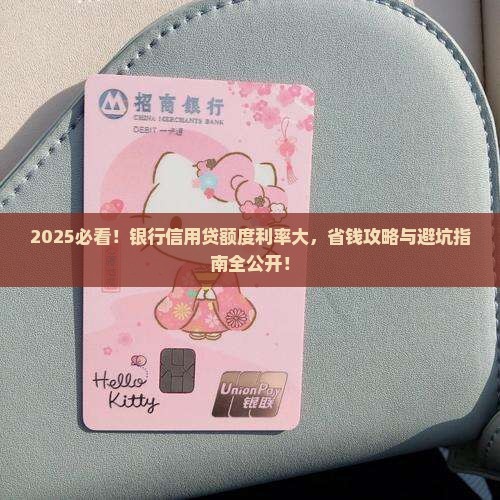 招商银行
CHINA MERCHANTS BANK
DEBIT 一卡通
2025必看！银行信用贷额度利率大，省钱攻略与避坑指
南全公开！
Hello
Kitty
UnionPay
银联